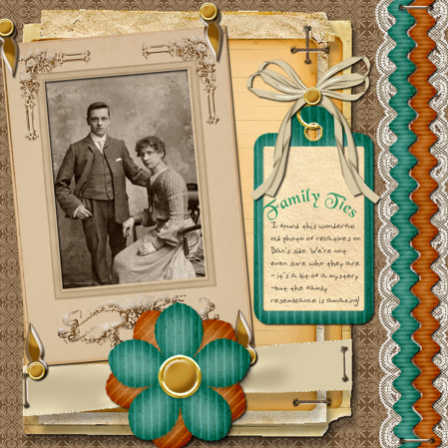 Family Ties
I found this wonderful
old photo of relatives on
Dan's side. We're not
even sure who they are
- it's a bit of a mystery
-but the family
resemblance is amazing!